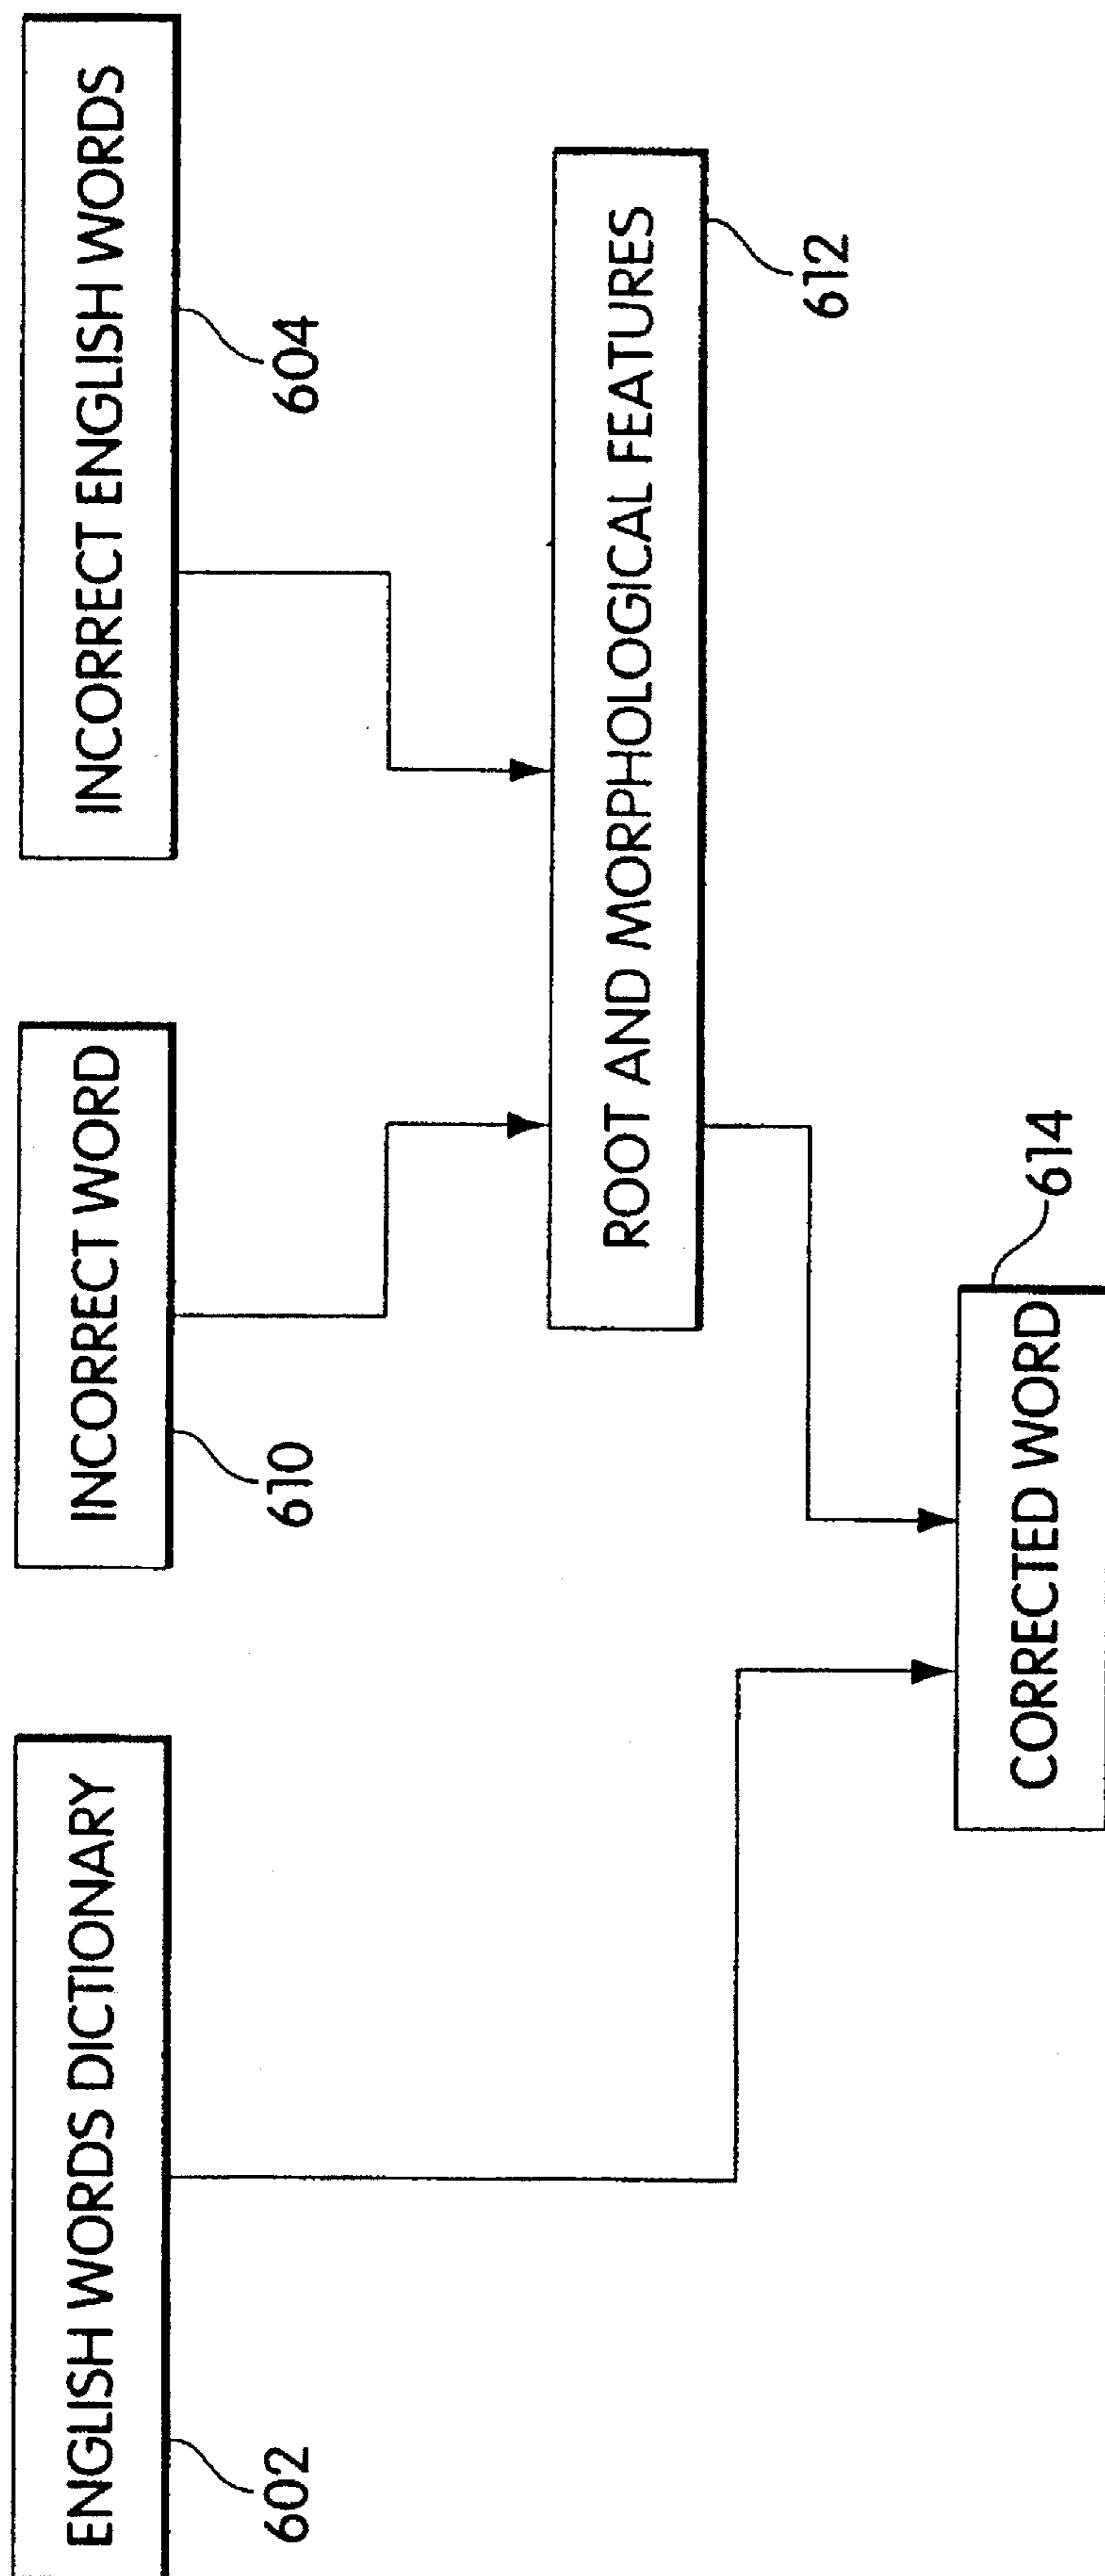 ENGLISH WORDS DICTIONARY
602
INCORRECT WORD
610
INCORRECT ENGLISH WORDS
604
ROOT AND MORPHOLOGICAL FEATURES
612
CORRECTED WORD
614